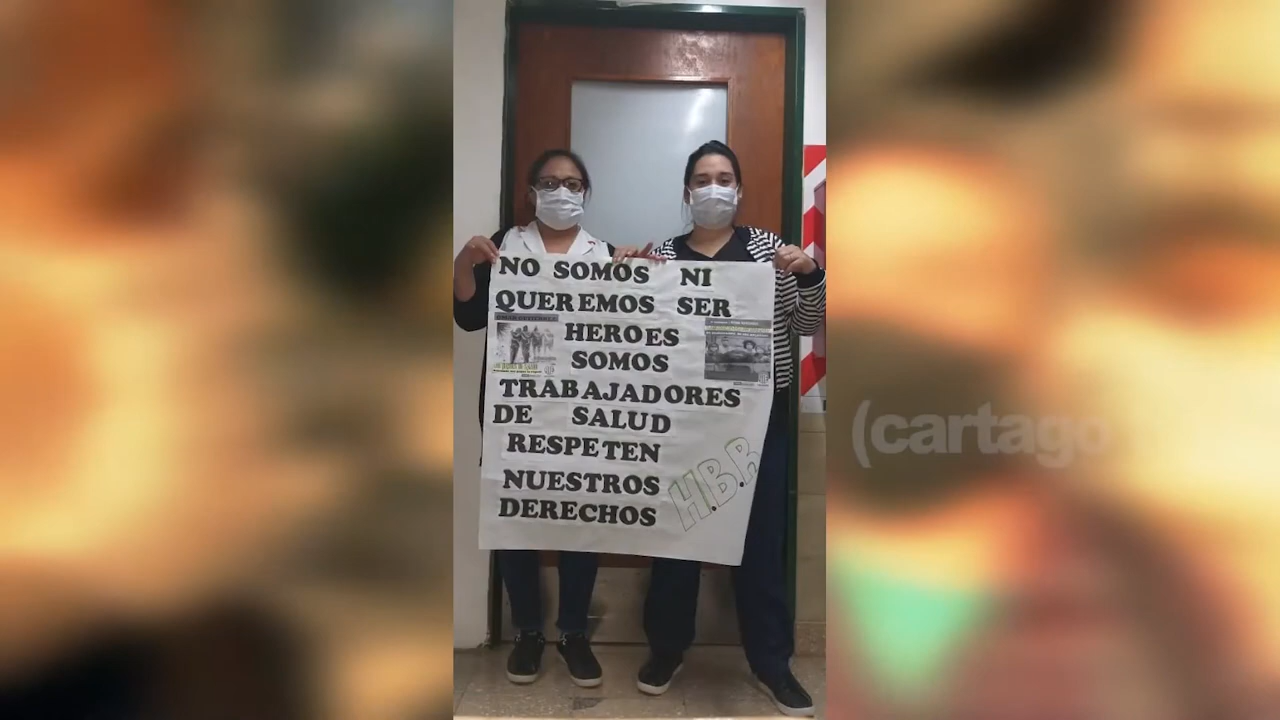 NO SOMOS NI
QUEREMOS SER
HEROES
SOMOS
TRABAJADORES
DE SALUD
RESPETEN
NUESTROS
DERECHOS
H.B.R
(cartago